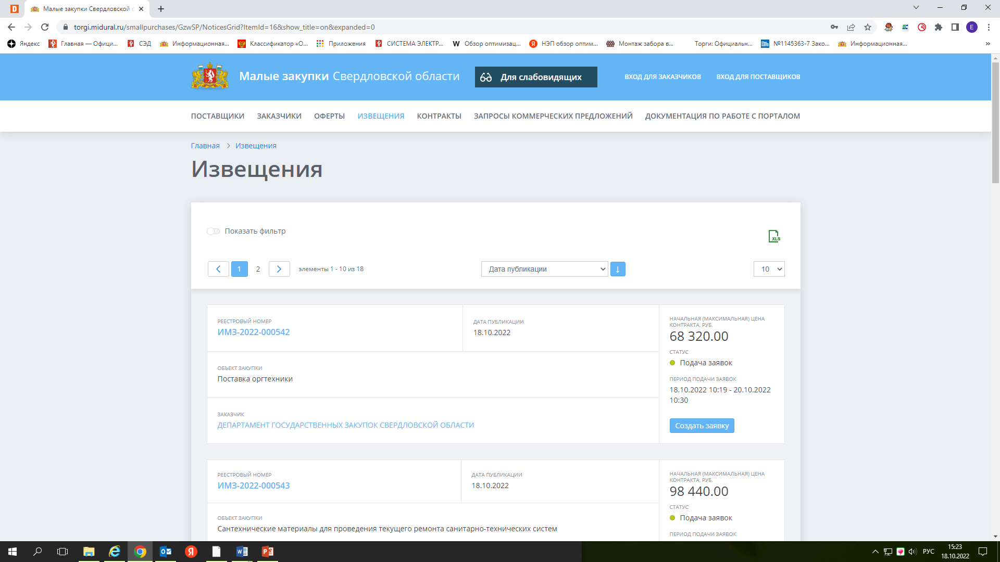 Малые закупки Свердловской с
torgi.midural.ru/smallpurchases/GzwSP/NoticesGrid?ItemId=16&show_title=on&expanded=0
E
Яндекс
Главная — Офици...
СЭД
Информационная...
Классификатор «О...
Приложения
СИСТЕМА ЭЛЕКТР...
Обзор оптимизац...
НЭП обзор оптим...
Монтаж забора в...
Торги: Официальн...
№1145363-7 Зако...
Информационная...
»
Малые закупки Свердловской области
Для слабовидящих
ВХОД ДЛЯ ЗАКАЗЧИКОВ
ВХОД ДЛЯ ПОСТАВЩИКОВ
ПОСТАВЩИКИ
ЗАКАЗЧИКИ
ОФЕРТЫ
ИЗВЕЩЕНИЯ
КОНТРАКТЫ
ЗАПРОСЫ КОММЕРЧЕСКИХ ПРЕДЛОЖЕНИЙ
ДОКУМЕНТАЦИЯ ПО РАБОТЕ С ПОРТАЛОМ
Главная > Извещения
Извещения
Показать фильтр
XLS
1
2
элементы 1 - 10 из 18
Дата публикации
↓
10
РЕЕСТРОВЫЙ НОМЕР
ИМЗ-2022-000542
ДАТА ПУБЛИКАЦИИ
18.10.2022
НАЧАЛЬНАЯ (МАКСИМАЛЬНАЯ) ЦЕНА
КОНТРАКТА, РУБ.
68 320.00
СТАТУС
Подача заявок
ПЕРИОД ПОДАЧИ ЗАЯВОК
18.10.2022 10:19 - 20.10.2022
10:30
Создать заявку
ОБЪЕКТ ЗАКУПКИ
Поставка оргтехники
ЗАКАЗЧИК
ДЕПАРТАМЕНТ ГОСУДАРСТВЕННЫХ ЗАКУПОК СВЕРДЛОВСКОЙ ОБЛАСТИ
РЕЕСТРОВЫЙ НОМЕР
ИМЗ-2022-000543
ДАТА ПУБЛИКАЦИИ
18.10.2022
НАЧАЛЬНАЯ (МАКСИМАЛЬНАЯ) ЦЕНА
КОНТРАКТА, РУБ.
98 440.00
СТАТУС
Подача заявок
ПЕРИОД ПОДАЧИ ЗАЯВОК
ОБЪЕКТ ЗАКУПКИ
Сантехнические материалы для проведения текущего ремонта санитарно-технических систем
РУС
15:23
18.10.2022